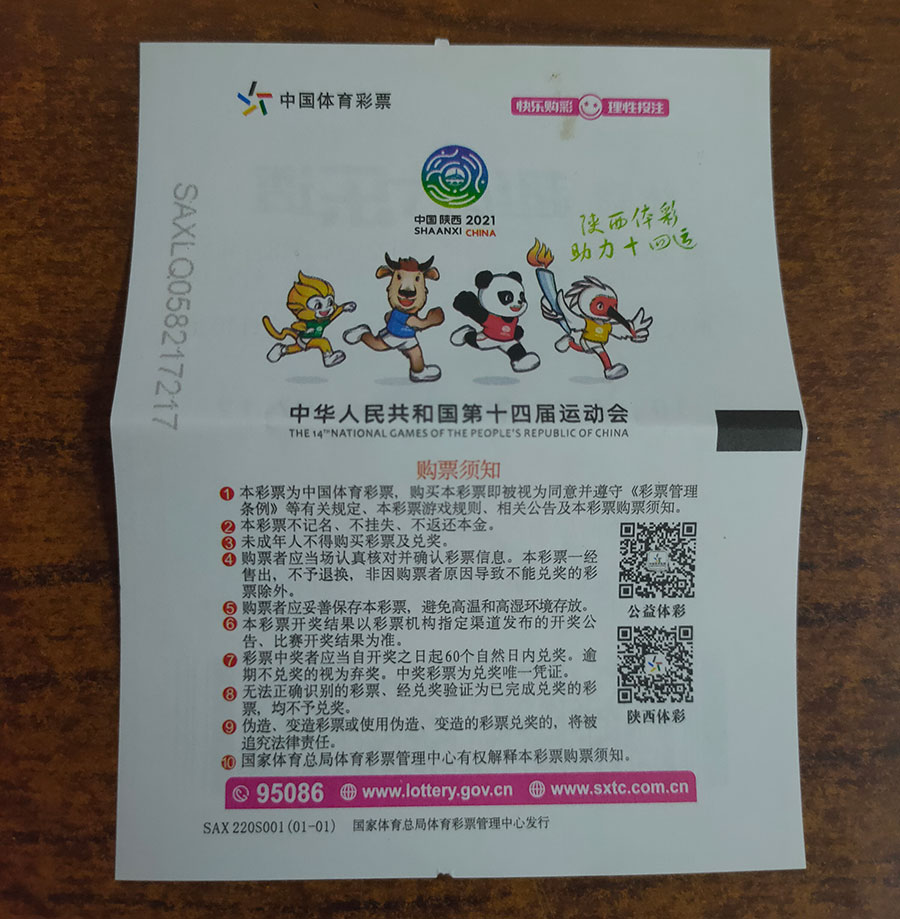 中国体育彩票
快乐购彩 理性投注
中国 陕西 2021
SHAANXI CHINA
陕西体彩
助力十四运
SAXLQ058217217
中华人民共和国第十四届运动会
THE 14TH NATIONAL GAMES OF THE PEOPLE'S REPUBLIC OF CHINA
购票须知
1 本彩票为中国体育彩票，购买本彩票即被视为同意并遵守《彩票管理
条例》等有关规定、本彩票游戏规则、相关公告及本彩票购票须知。
2 本彩票不记名、不挂失、不返还本金。
3 未成年人不得购买彩票及兑奖。
4 购票者应当场认真核对并确认彩票信息。本彩票一经
售出，不予退换，非因购票者原因导致不能兑奖的彩
票除外。
5 购票者应妥善保存本彩票，避免高温和高湿环境存放。
6 本彩票开奖结果以彩票机构指定渠道发布的开奖公
告、比赛开奖结果为准。
7 彩票中奖者应当自开奖之日起60个自然日内兑奖。逾
期不兑奖的视为弃奖。中奖彩票为兑奖唯一凭证。
8 无法正确识别的彩票、经兑奖验证为已完成兑奖的彩
票，均不予兑奖。
9 伪造、变造彩票或使用伪造、变造的彩票兑奖的，将被
追究法律责任。
10 国家体育总局体育彩票管理中心有权解释本彩票购票须知。
公益体彩
陕西体彩
95086 www.lottery.gov.cn www.sxtc.com.cn
SAX 220S001(01-01) 国家体育总局体育彩票管理中心发行